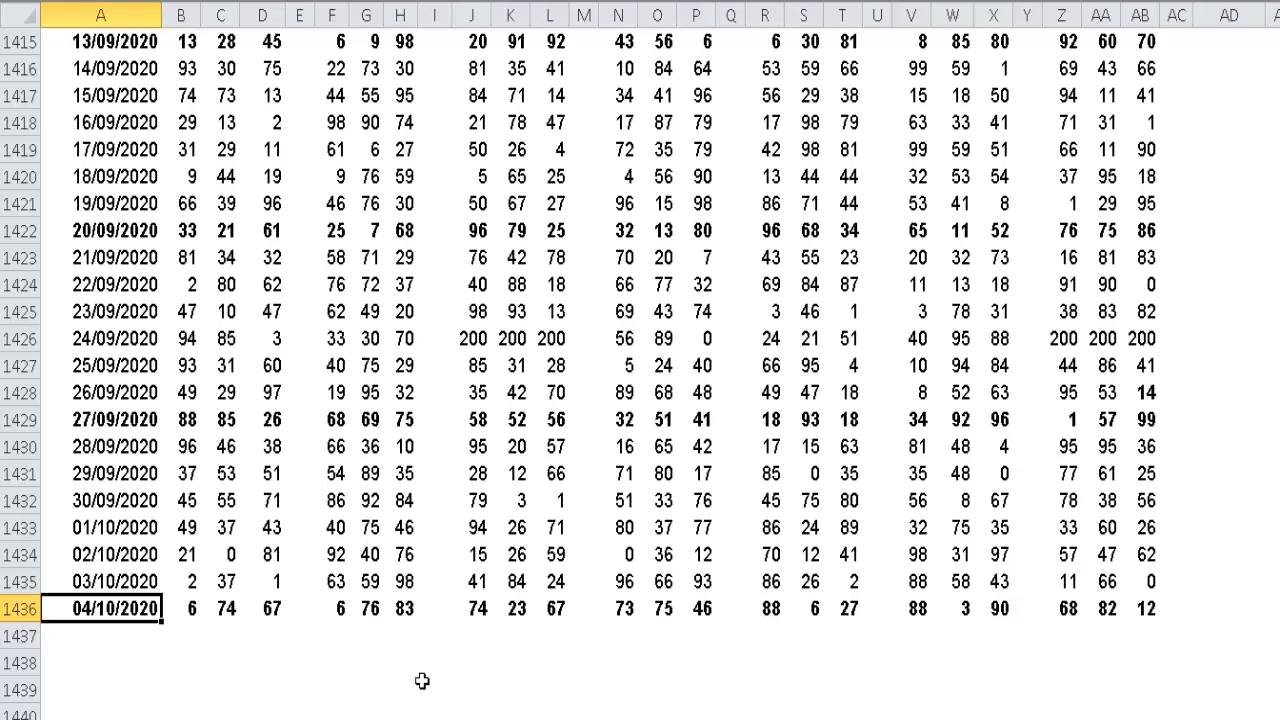 A B C D E F G H I J K L M N O P Q R S T U V W X Y Z AA AB AC AD
1415 13/09/2020 13 28 45 6 9 98 20 91 92 43 56 6 6 30 81 8 85 80 92 60 70
1416 14/09/2020 93 30 75 22 73 30 81 35 41 10 84 64 53 59 66 99 59 1 69 43 66
1417 15/09/2020 74 73 13 44 55 95 84 71 14 34 41 96 56 29 38 15 18 50 94 11 41
1418 16/09/2020 29 13 2 98 90 74 21 78 47 17 87 79 17 98 79 63 33 41 71 31 1
1419 17/09/2020 31 29 11 61 6 27 50 26 4 72 35 79 42 98 81 99 59 51 66 11 90
1420 18/09/2020 9 44 19 9 76 59 5 65 25 4 56 90 13 44 44 32 53 54 37 95 18
1421 19/09/2020 66 39 96 46 76 30 50 67 27 96 15 98 86 71 44 53 41 8 1 29 95
1422 20/09/2020 33 21 61 25 7 68 96 79 25 32 13 80 96 68 34 65 11 52 76 75 86
1423 21/09/2020 81 34 32 58 71 29 76 42 78 70 20 7 43 55 23 20 32 73 16 81 83
1424 22/09/2020 2 80 62 76 72 37 40 88 18 66 77 32 69 84 87 11 13 18 91 90 0
1425 23/09/2020 47 10 47 62 49 20 98 93 13 69 43 74 3 46 1 3 78 31 38 83 82
1426 24/09/2020 94 85 3 33 30 70 200 200 200 56 89 0 24 21 51 40 95 88 200 200 200
1427 25/09/2020 93 31 60 40 75 29 85 31 28 5 24 40 66 95 4 10 94 84 44 86 41
1428 26/09/2020 49 29 97 19 95 32 35 42 70 89 68 48 49 47 18 8 52 63 95 53 14
1429 27/09/2020 88 85 26 68 69 75 58 52 56 32 51 41 18 93 18 34 92 96 1 57 99
1430 28/09/2020 96 46 38 66 36 10 95 20 57 16 65 42 17 15 63 81 48 4 95 95 36
1431 29/09/2020 37 53 51 54 89 35 28 12 66 71 80 17 85 0 35 35 48 0 77 61 25
1432 30/09/2020 45 55 71 86 92 84 79 3 1 51 33 76 45 75 80 56 8 67 78 38 56
1433 01/10/2020 49 37 43 40 75 46 94 26 71 80 37 77 86 24 89 32 75 35 33 60 26
1434 02/10/2020 21 0 81 92 40 76 15 26 59 0 36 12 70 12 41 98 31 97 57 47 62
1435 03/10/2020 2 37 1 63 59 98 41 84 24 96 66 93 86 26 2 88 58 43 11 66 0
1436 04/10/2020 6 74 67 6 76 83 74 23 67 73 75 46 88 6 27 88 3 90 68 82 12
1437
1438
1439
1440